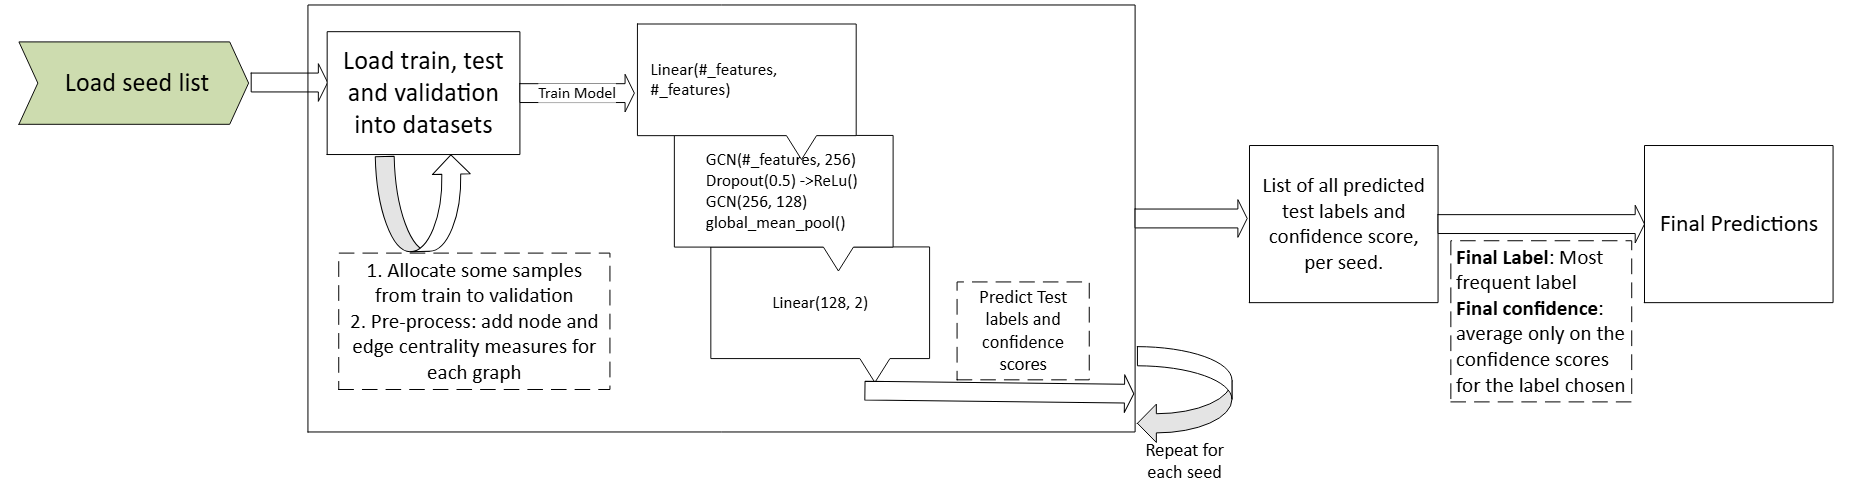 Load seed list
Load train, test
and validation
into datasets
1. Allocate some samples
from train to validation
2. Pre-process: add node and
edge centrality measures for
each graph
Train Model
Linear(#_features,
#_features)
GCN(#_features, 256)
Dropout(0.5) ->ReLu()
GCN(256, 128)
global_mean_pool()
Linear(128, 2)
Predict Test
labels and
confidence
scores
Repeat for
each seed
List of all predicted
test labels and
confidence score,
per seed.
Final Label: Most
frequent label
Final confidence:
average only on the
confidence scores
for the label chosen
Final Predictions